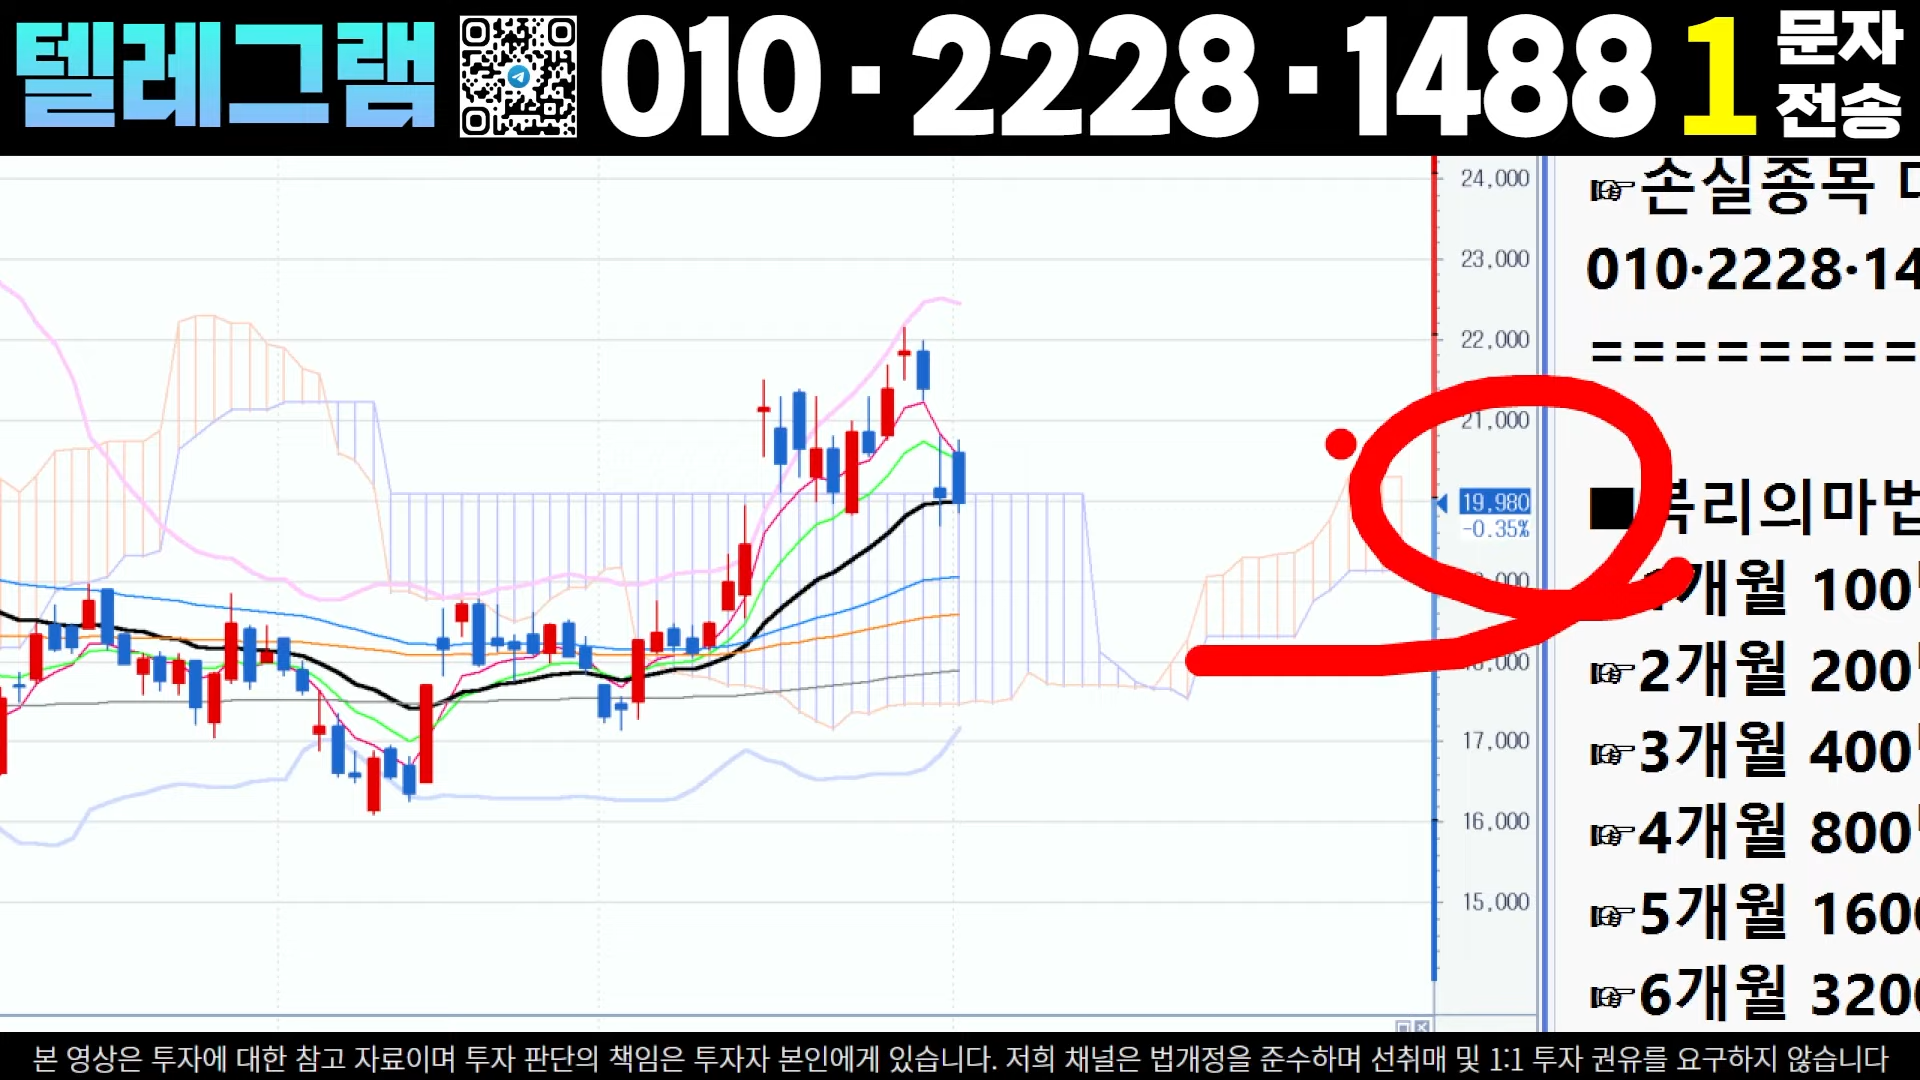 텔레그램
010·2228·1488 1 문자
전송
24,000
23,000
22,000
21,000
19,980
-0.35%
17,000
16,000
15,000
☞손실종목
010·2228·14
========
■복리의마법
1개월 100
☞2개월 200
☞3개월 400
☞4개월 800
☞5개월 1600
☞6개월 3200
본 영상은 투자에 대한 참고 자료이며 투자 판단의 책임은 투자자 본인에게 있습니다. 저희 채널은 법개정을 준수하며 선취매 및 1:1 투자 권유를 요구하지 않습니다